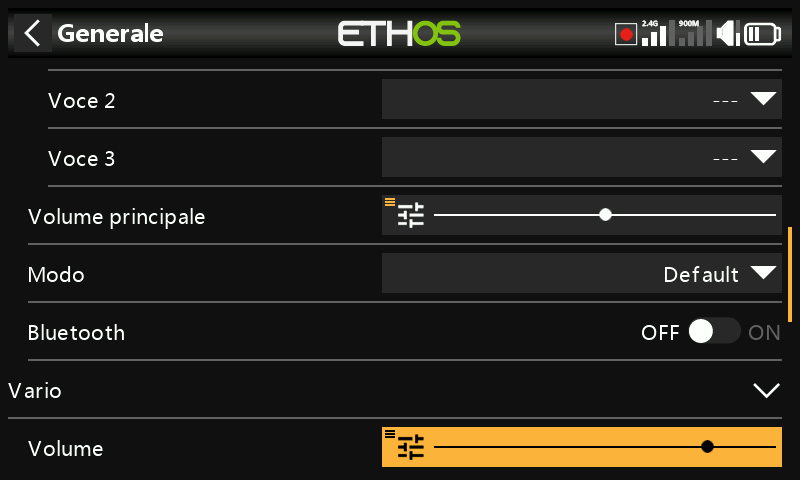 Generale
ETHOS
2.4G
900M
Voce 2
---
Voce 3
---
Volume principale
Modo
Default
Bluetooth
OFF
ON
Vario
Volume